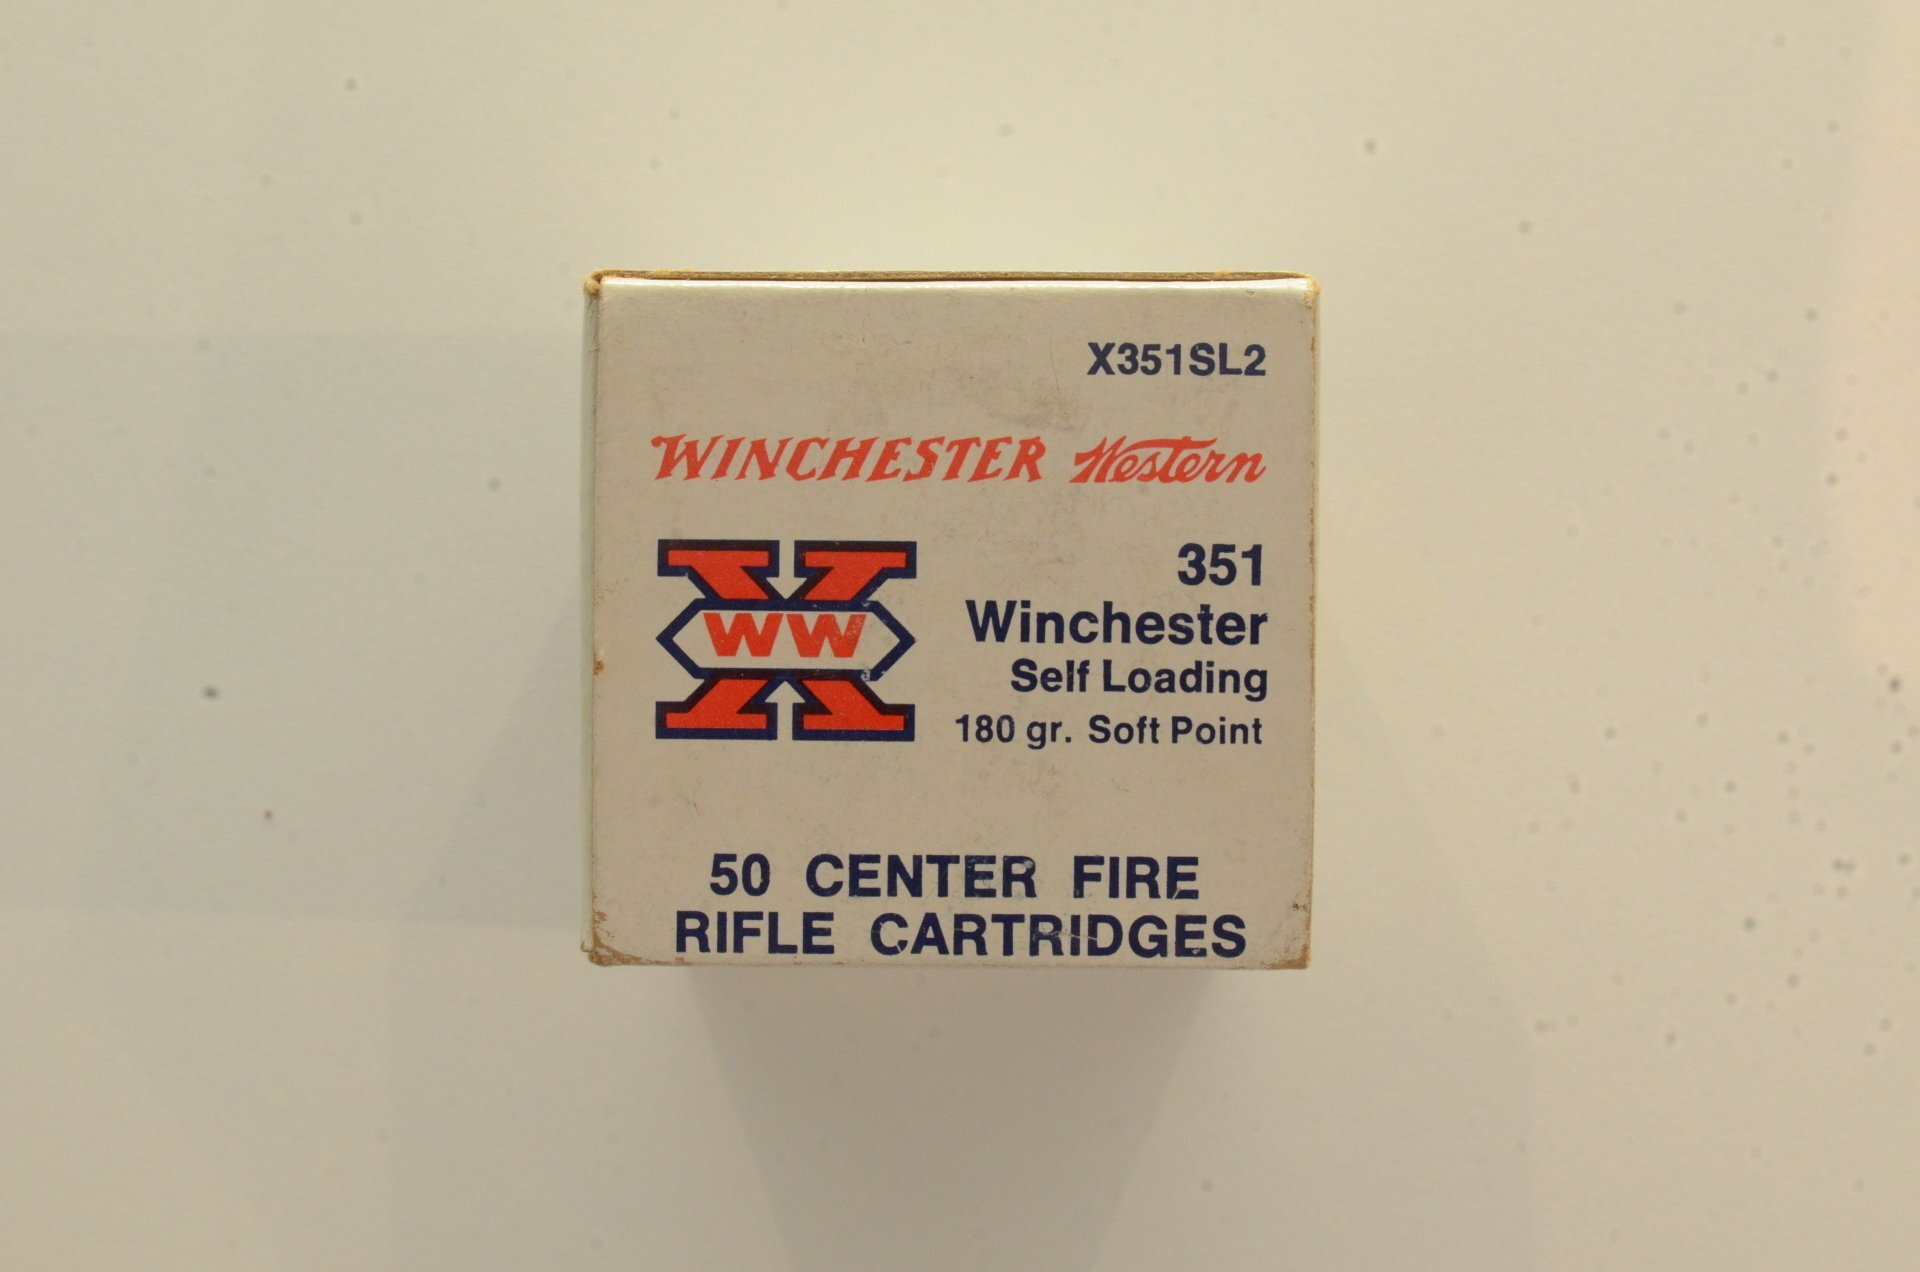 X351SL2
WINCHESTER Western
WW
351
Winchester
Self Loading
180 gr. Soft Point
50 CENTER FIRE
RIFLE CARTRIDGES